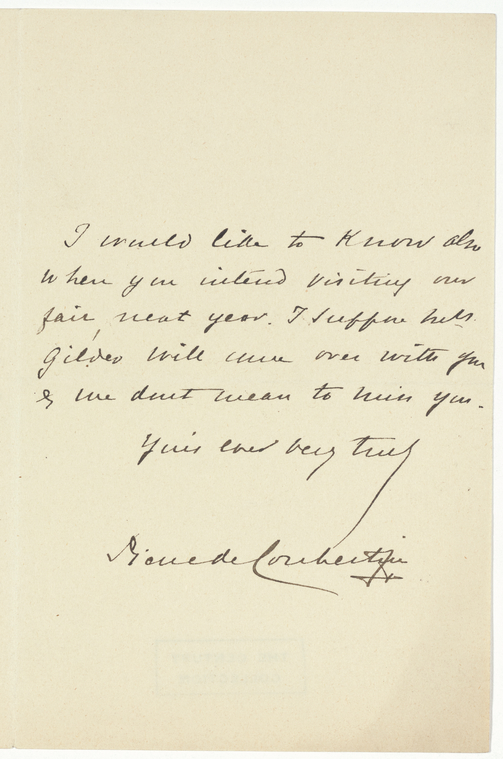 I would like to know also
when you intend visiting our
fair, next year. I suppose Mrs
Gilder will come over with you
& we dont mean to miss you.
Yours ever very truly
Pierre de Coubertin